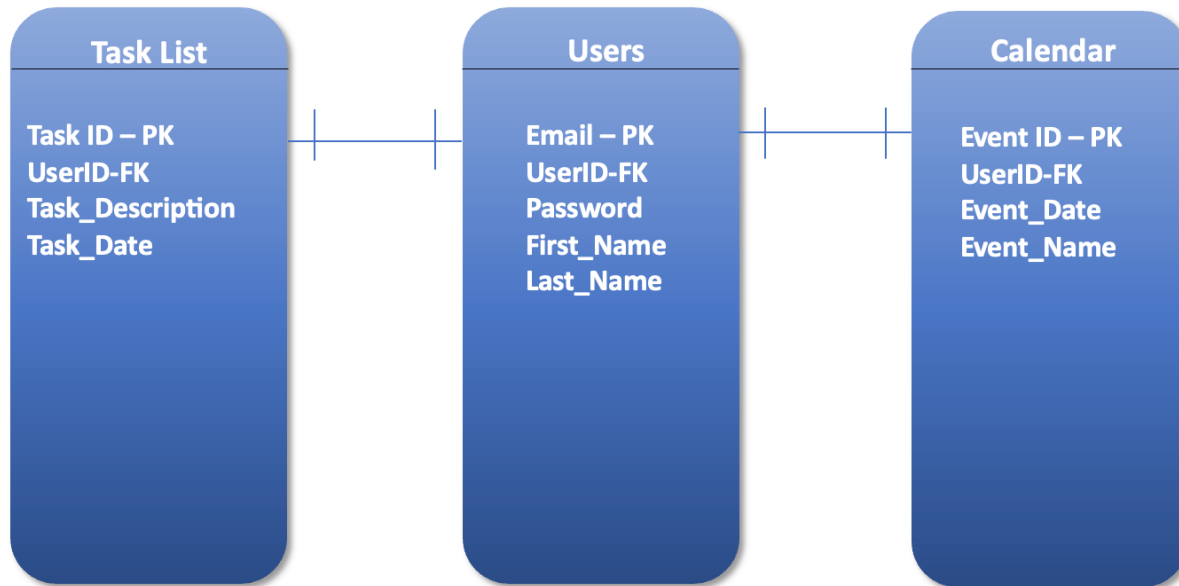 Task List
Task ID – PK
UserID-FK
Task_Description
Task_Date
Users
Email – PK
UserID-FK
Password
First_Name
Last_Name
Calendar
Event ID – PK
UserID-FK
Event_Date
Event_Name